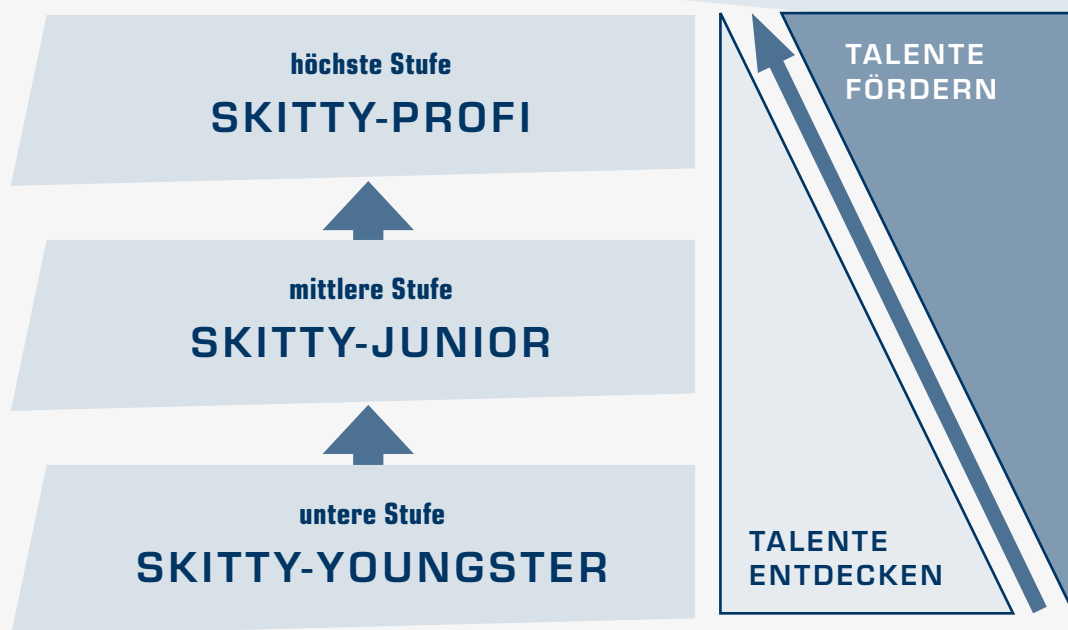 höchste Stufe
SKITTY-PROFI
mittlere Stufe
SKITTY-JUNIOR
untere Stufe
SKITTY-YOUNGSTER
TALENTE
FÖRDERN
TALENTE
ENTDECKEN